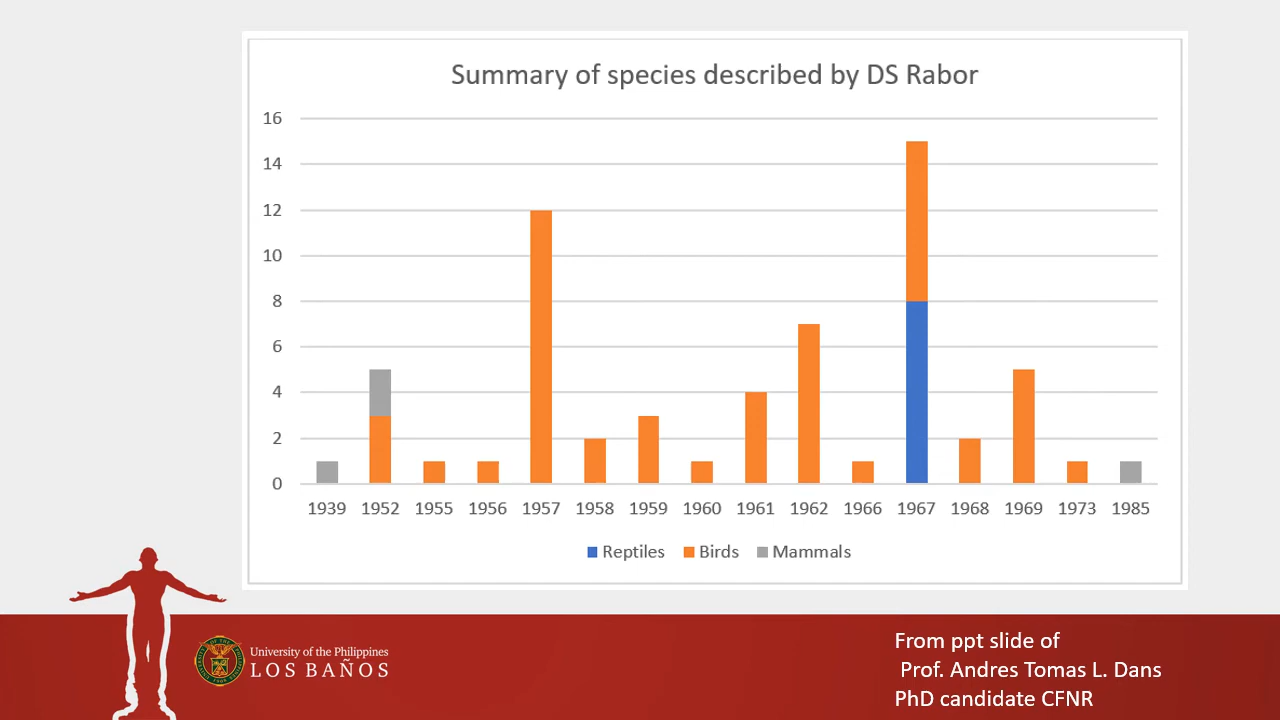 Summary of species described by DS Rabor
16
14
12
10
8
6
4
2
0
1939 1952 1955 1956 1957 1958 1959 1960 1961 1962 1966 1967 1968 1969 1973 1985
Reptiles Birds Mammals
University of the Philippines
LOS BAÑOS
From ppt slide of
Prof. Andres Tomas L. Dans
PhD candidate CFNR